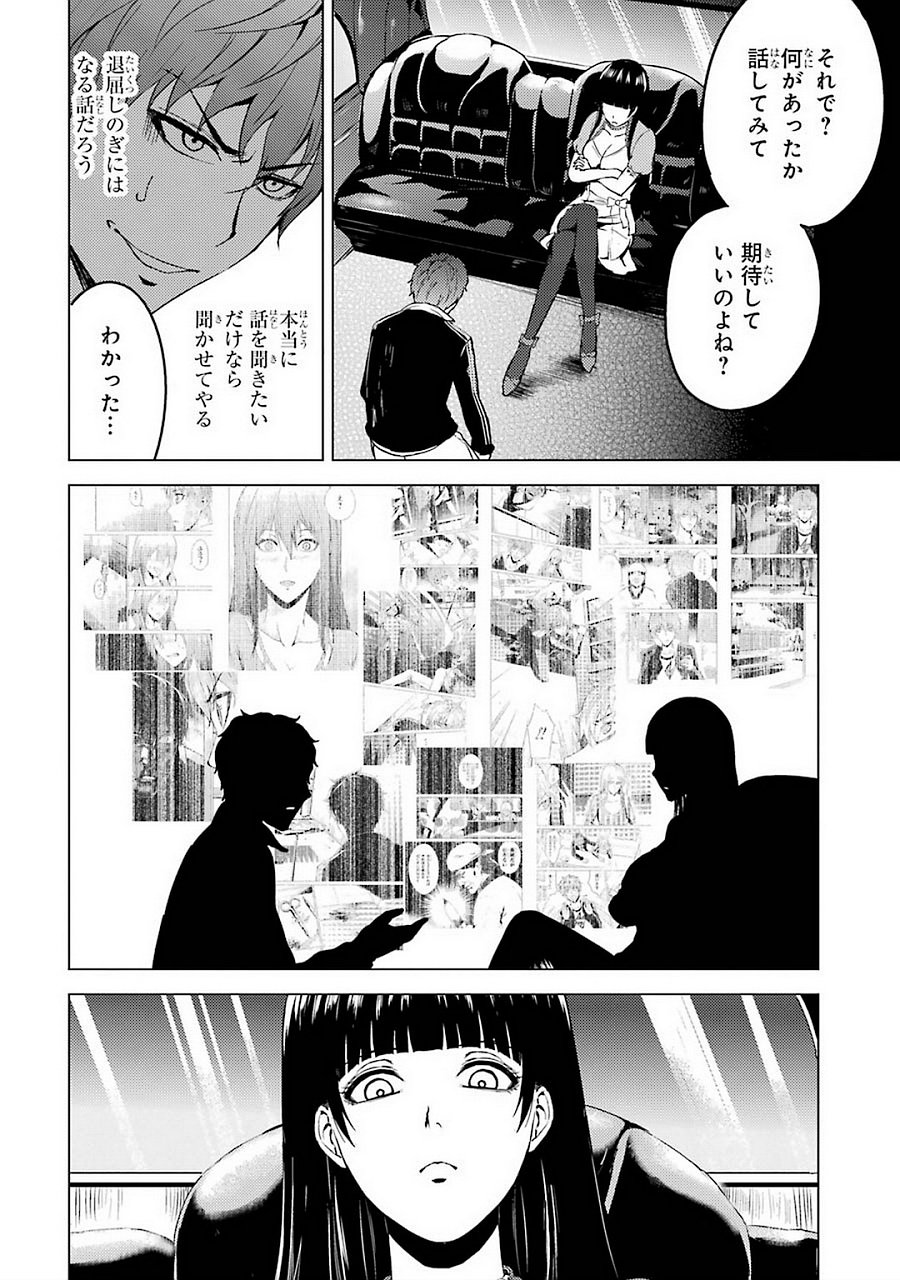 それで？
何があったか
話してみて
期待して
いいのよね？
本当に
話を聞きたい
だけなら
聞かせてやる
退屈しのぎには
なる話だろう
わかった…
!!